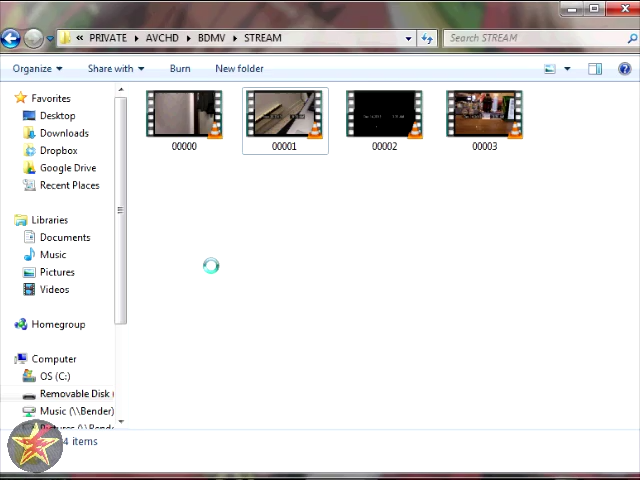 PRIVATE AVCHD BDMV STREAM
Search STREAM
Organize Share with Burn New folder
Favorites
Desktop
Downloads
Dropbox
Google Drive
Recent Places
Libraries
Documents
Music
Pictures
Videos
Homegroup
Computer
OS (C:)
Removable Disk (
Music (\\Bender)
Pictures (\\Bende
00000
00001
00002
00003
4 items